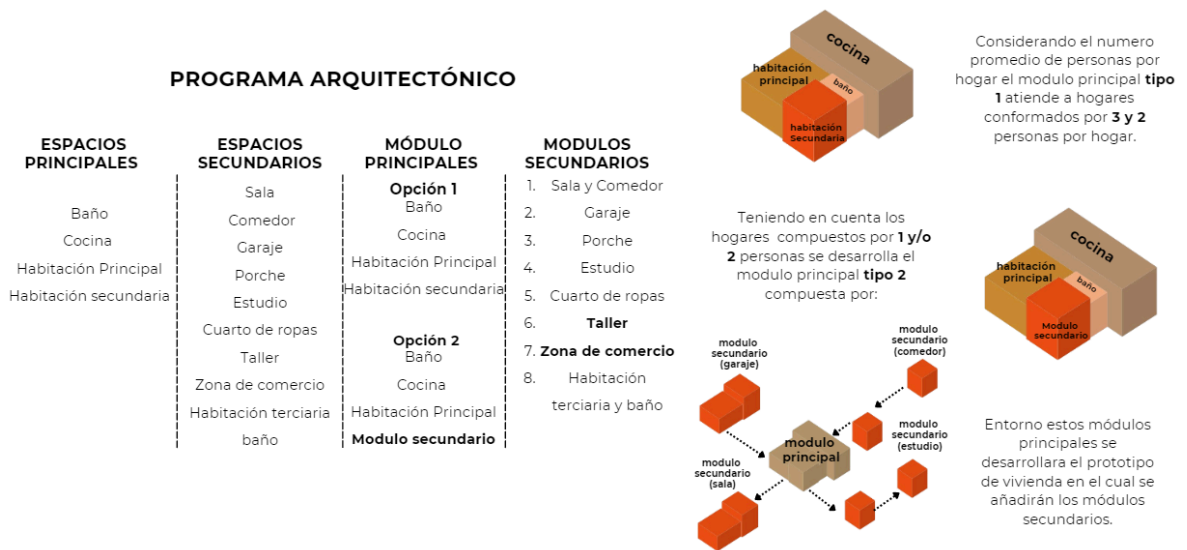 PROGRAMA ARQUITECTÓNICO
ESPACIOS
PRINCIPALES
Baño
Cocina
Habitación Principal
Habitación secundaria
ESPACIOS
SECUNDARIOS
Sala
Comedor
Garaje
Porche
Estudio
Cuarto de ropas
Taller
Zona de comercio
Habitación terciaria
baño
MÓDULO
PRINCIPALES
Opción 1
Baño
Cocina
Habitación Principal
Habitación secundaria
Opción 2
Baño
Cocina
Habitación Principal
Modulo secundario
MODULOS
SECUNDARIOS
1. Sala y Comedor
2. Garaje
3. Porche
4. Estudio
5. Cuarto de ropas
6. Taller
7. Zona de comercio
8. Habitación
terciaria y baño
cocina
habitación
principal
baño
habitación
Secundaria
Considerando el numero
promedio de personas por
hogar el modulo principal tipo
1 atiende a hogares
conformados por 3 y 2
personas por hogar.
Teniendo en cuenta los
hogares compuestos por 1 y/o
2 personas se desarrolla el
modulo principal tipo 2
compuesta por:
cocina
habitación
principal
baño
Modulo
secundario
modulo
secundario
(garaje)
modulo
secundario
(comedor)
modulo
principal
modulo
secundario
(estudio)
modulo
secundario
(sala)
Entorno estos módulos
principales se
desarrollara el prototipo
de vivienda en el cual se
añadirán los módulos
secundarios.